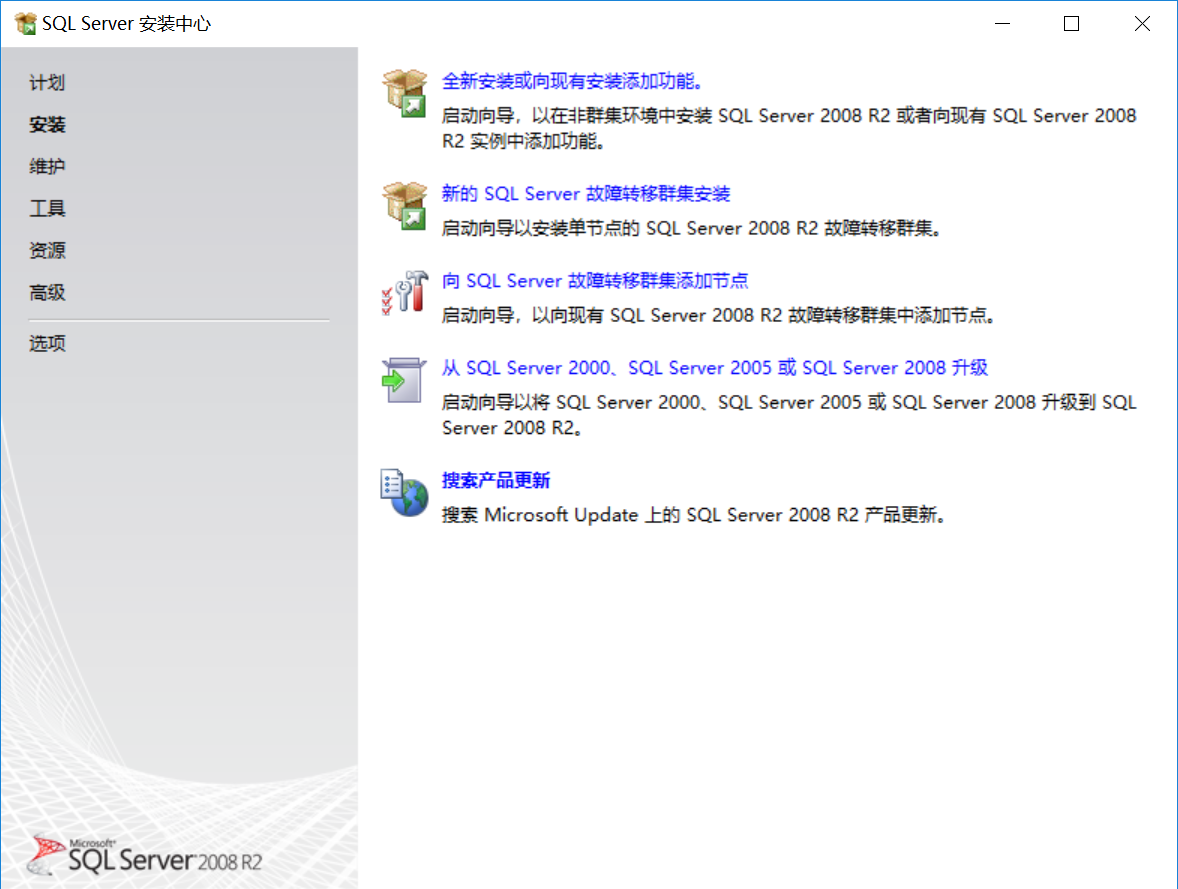 SQL Server 安装中心
计划
安装
维护
工具
资源
高级
选项
全新安装或向现有安装添加功能。
启动向导，以在非群集环境中安装 SQL Server 2008 R2 或者向现有 SQL Server 2008
R2 实例中添加功能。
新的 SQL Server 故障转移群集安装
启动向导以安装单节点的 SQL Server 2008 R2 故障转移群集。
向 SQL Server 故障转移群集添加节点
启动向导，以向现有 SQL Server 2008 R2 故障转移群集中添加节点。
从 SQL Server 2000、SQL Server 2005 或 SQL Server 2008 升级
启动向导以将 SQL Server 2000、SQL Server 2005 或 SQL Server 2008 升级到 SQL
Server 2008 R2。
搜索产品更新
搜索 Microsoft Update 上的 SQL Server 2008 R2 产品更新。
Microsoft®
SQL Server 2008 R2